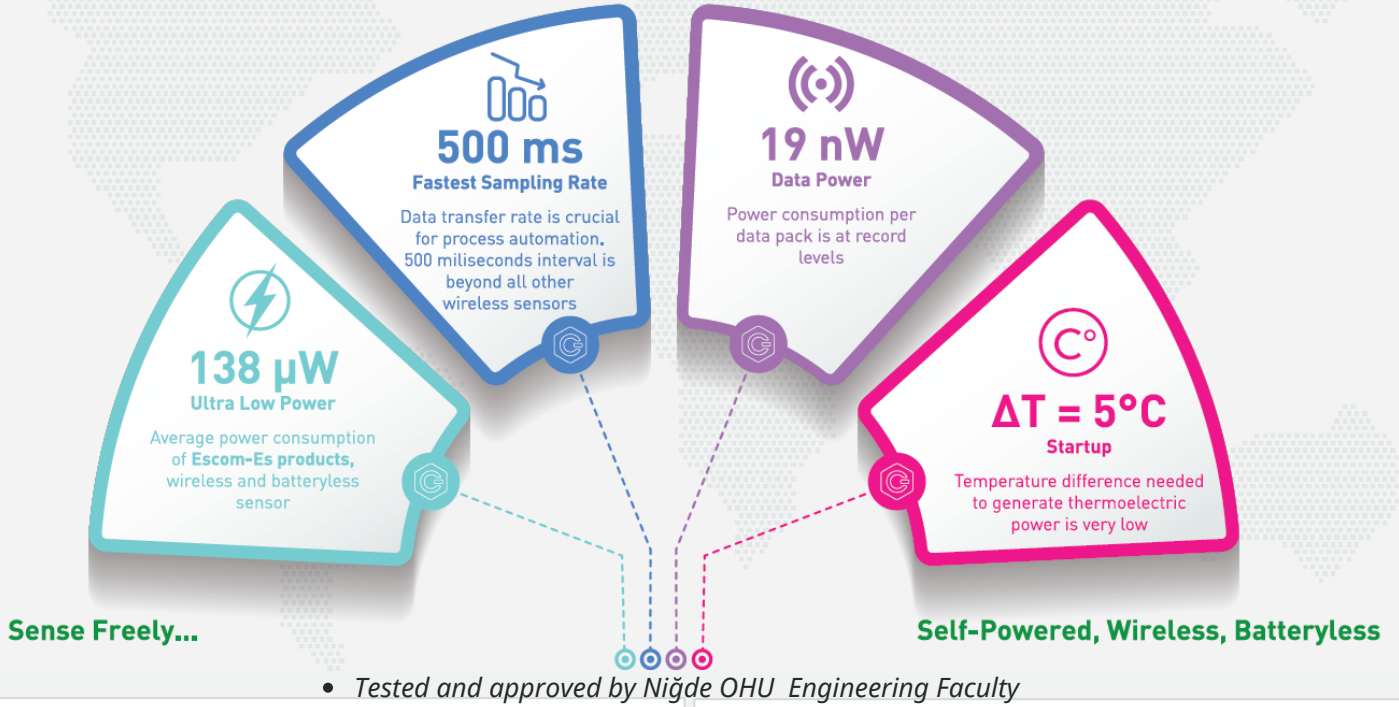 138 µW
Ultra Low Power
Average power consumption
of Escom-Es products,
wireless and batteryless
sensor
500 ms
Fastest Sampling Rate
Data transfer rate is crucial
for process automation.
500 miliseconds interval is
beyond all other
wireless sensors
19 nW
Data Power
Power consumption per
data pack is at record
levels
C°
ΔT = 5°C
Startup
Temperature difference needed
to generate thermoelectric
power is very low
Sense Freely...
Self-Powered, Wireless, Batteryless
• Tested and approved by Niğde OHU Engineering Faculty